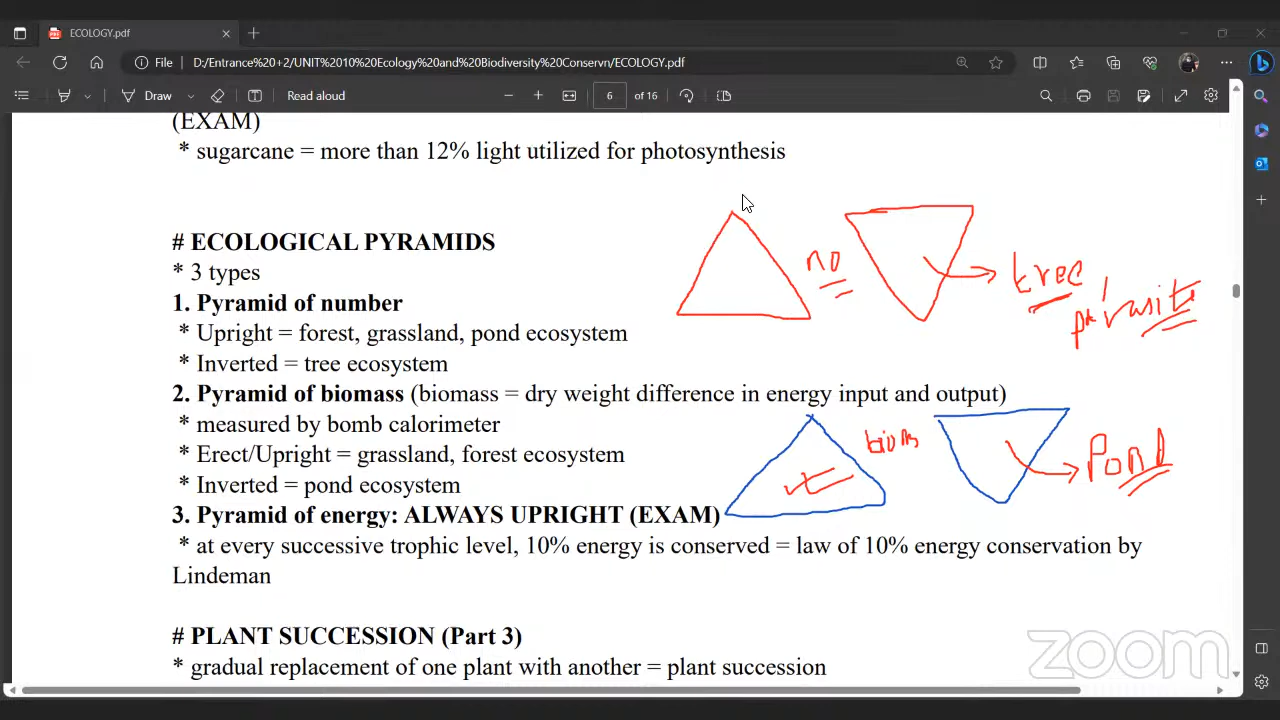 ECOLOGY.pdf
File D:/Entrance%20+2/UNIT%2010%20Ecology%20and%20Biodiversity%20Conservn/ECOLOGY.pdf
Draw Read aloud 6 of 16
(EXAM)
* sugarcane = more than 12% light utilized for photosynthesis
# ECOLOGICAL PYRAMIDS
* 3 types
no
tree
1. Pyramid of number
parasite
* Upright = forest, grassland, pond ecosystem
* Inverted = tree ecosystem
2. Pyramid of biomass (biomass = dry weight difference in energy input and output)
* measured by bomb calorimeter
Pond
* Erect/Upright = grassland, forest ecosystem
* Inverted = pond ecosystem
3. Pyramid of energy: ALWAYS UPRIGHT (EXAM)
* at every successive trophic level, 10% energy is conserved = law of 10% energy conservation by
Lindeman
# PLANT SUCCESSION (Part 3)
* gradual replacement of one plant with another = plant succession
zoom